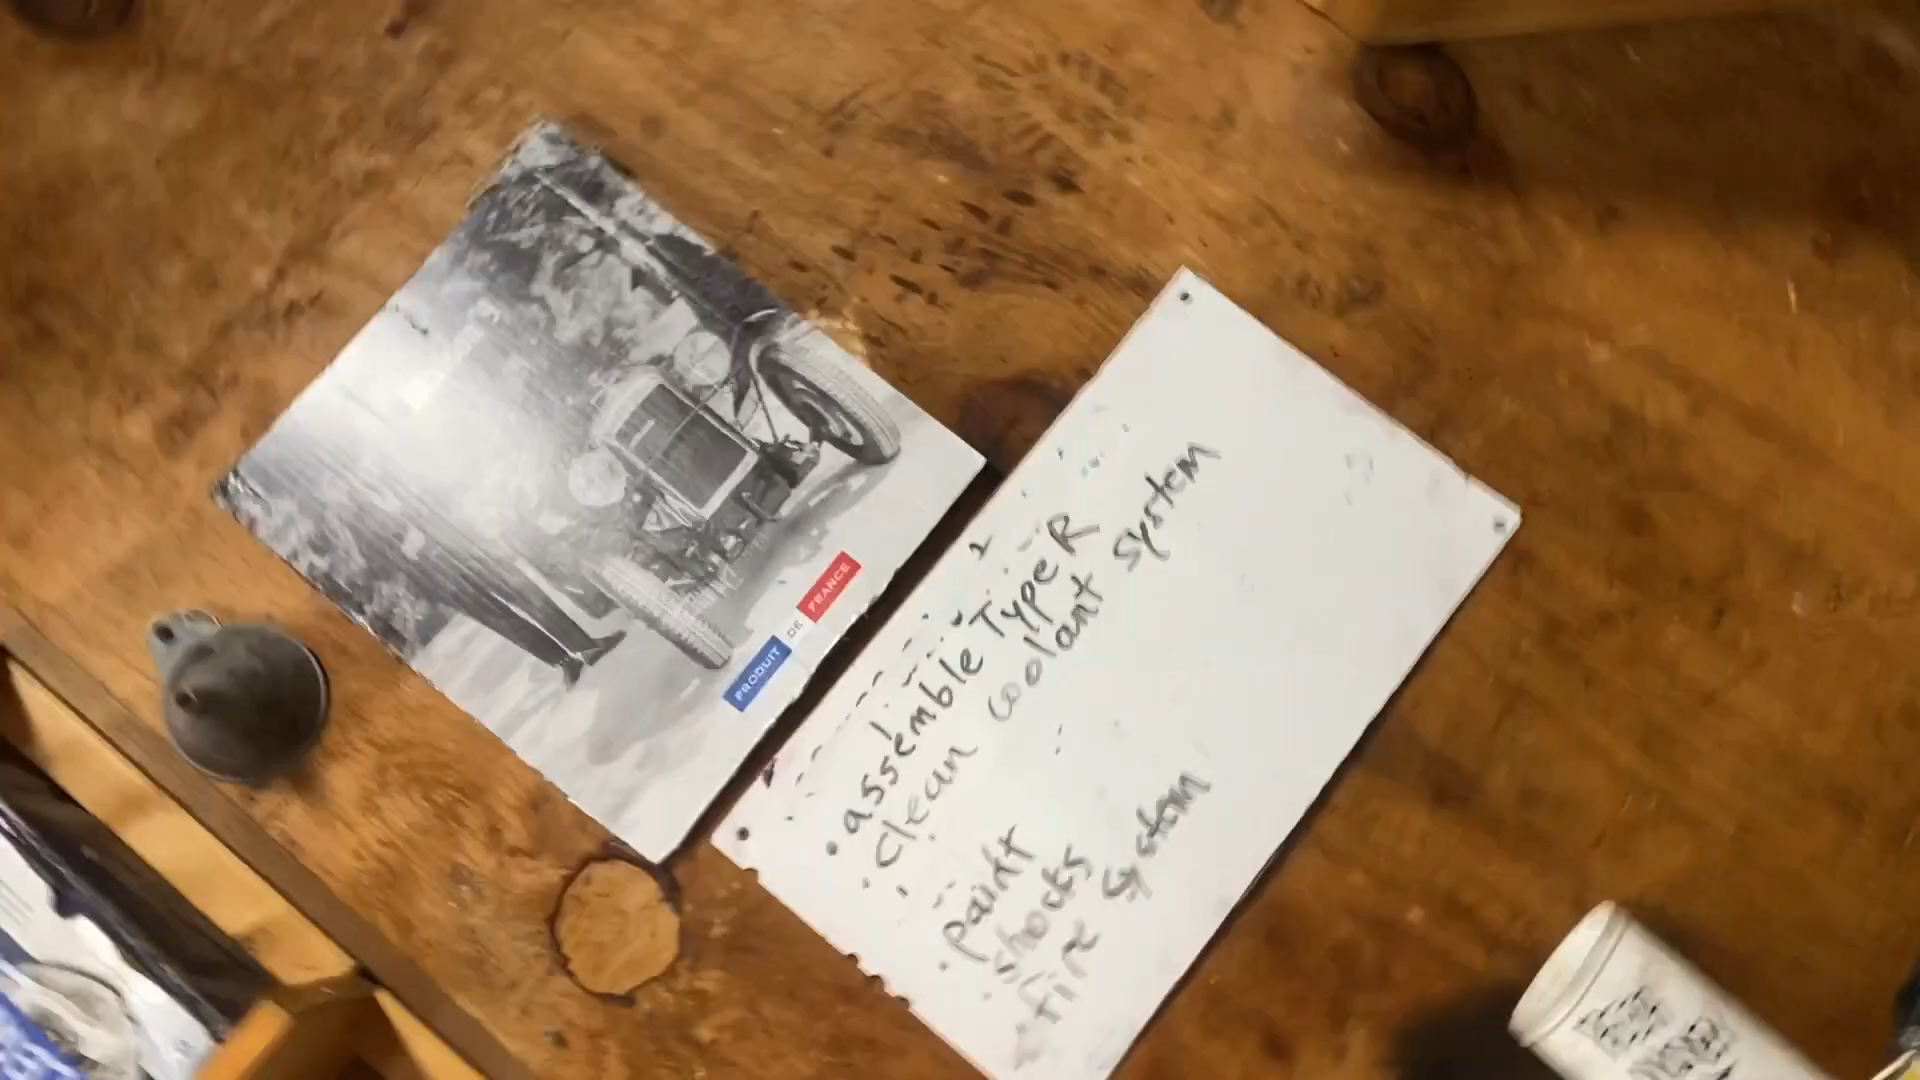 PRODUIT DE FRANCE
assemble Type R
clean coolant system
paint
shocks
fire system